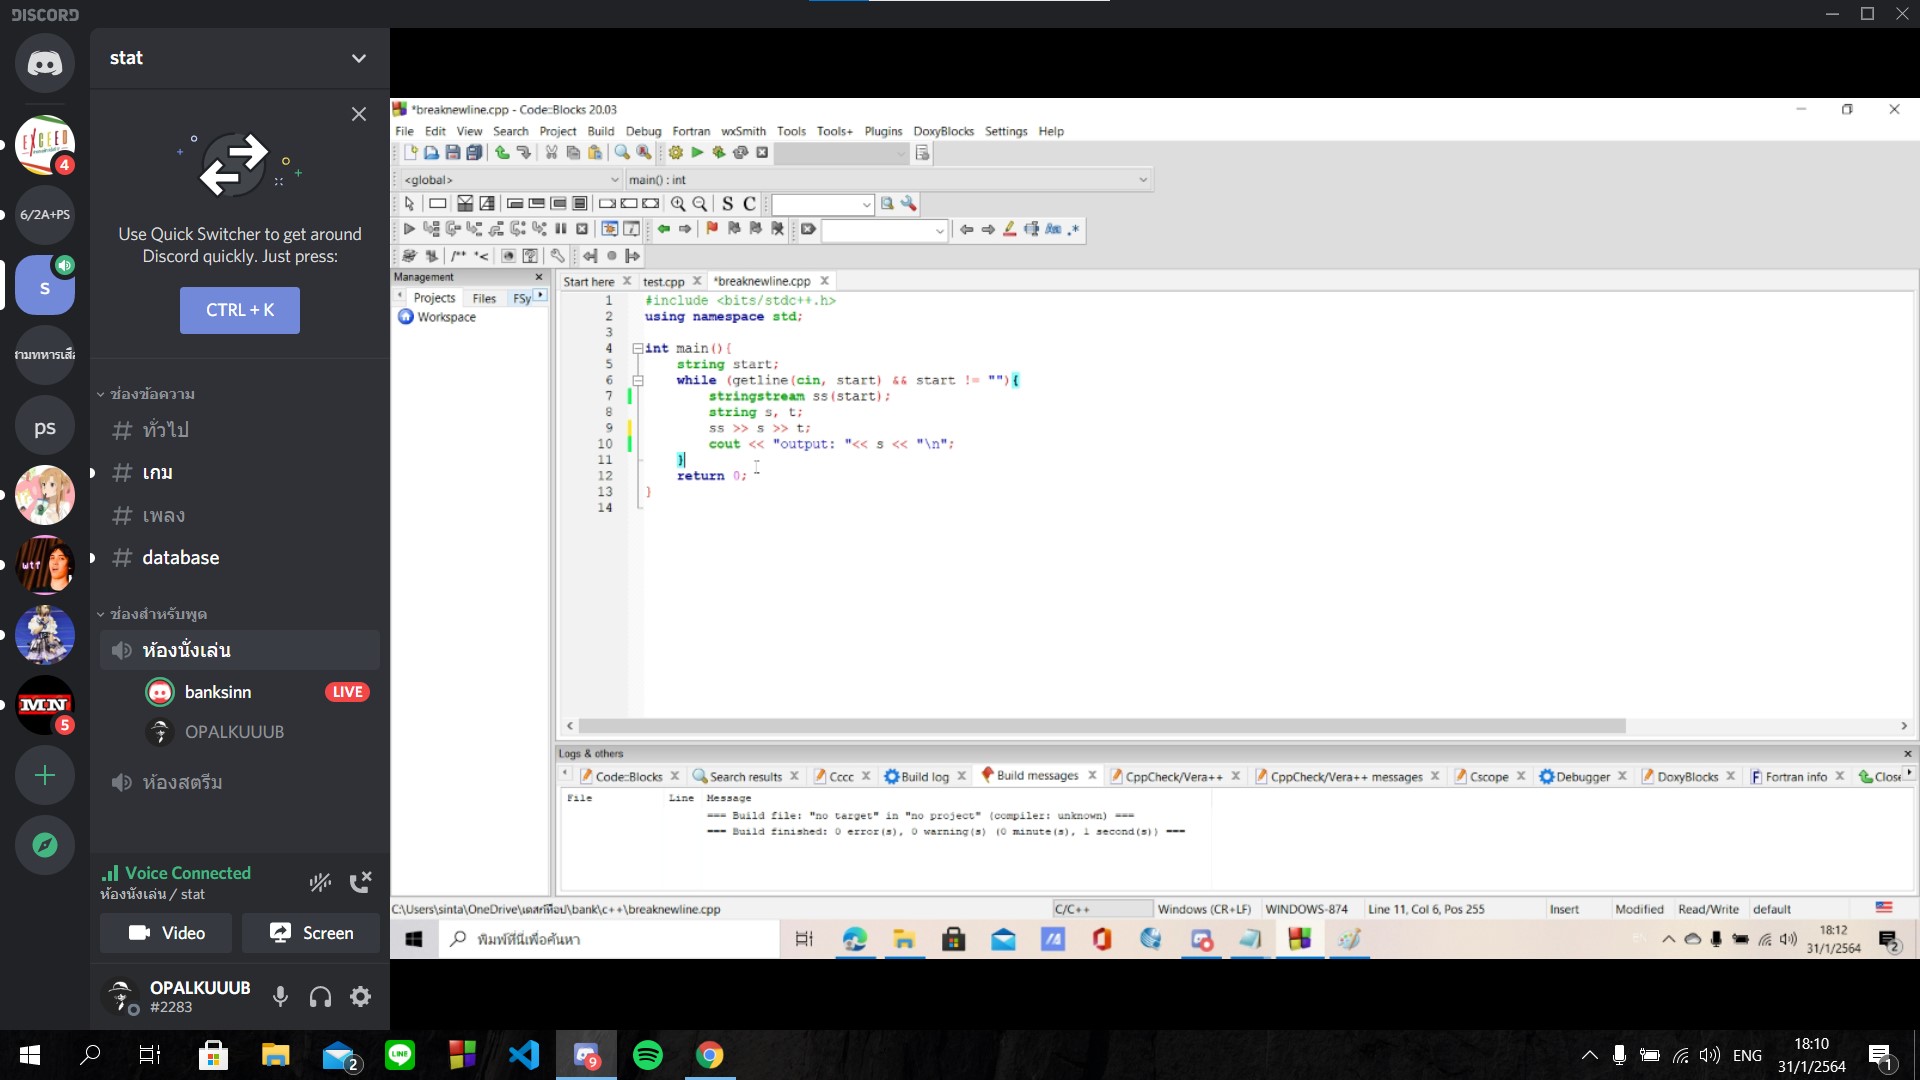 DISCORD
stat
EXCEED
4
6/2A+PS
S
ps
wtf
MN
5
Use Quick Switcher to get around
Discord quickly. Just press:
CTRL + K
ช่องข้อความ
# ทั่วไป
# เกม
# เพลง
# database
ช่องสำหรับพูด
ห้องนั่งเล่น
banksinn
LIVE
OPALKUUUB
ห้องสตรีม
Voice Connected
ห้องนั่งเล่น / stat
Video
Screen
OPALKUUUB
#2283
*breaknewline.cpp - Code::Blocks 20.03
File Edit View Search Project Build Debug Fortran wxSmith Tools Tools+ Plugins DoxyBlocks Settings Help
<global>
main() : int
S C
/** *<
Management
Projects Files FSy
Workspace
Start here test.cpp *breaknewline.cpp
1 #include <bits/stdc++.h>
2 using namespace std;
3
4 int main(){
5 string start;
6 while (getline(cin, start) && start != ""){
7 stringstream ss(start);
8 string s, t;
9 ss >> s >> t;
10 cout << "output: "<< s << "\n";
11 }
12 return 0;
13 }
14
Logs & others
Code::Blocks Search results Cccc Build log Build messages CppCheck/Vera++ CppCheck/Vera++ messages Cscope Debugger DoxyBlocks Fortran info Close
File Line Message
=== Build file: "no target" in "no project" (compiler: unknown) ===
=== Build finished: 0 error(s), 0 warning(s) (0 minute(s), 1 second(s)) ===
C:\Users\sinta\OneDrive\เดสก์ท็อป\bank\c++\breaknewline.cpp
C/C++ Windows (CR+LF) WINDOWS-874 Line 11, Col 6, Pos 255 Insert Modified Read/Write default
พิมพ์ที่นี่เพื่อค้นหา
18:12
31/1/2564
2
2
LINE
9
ENG
18:10
31/1/2564
1